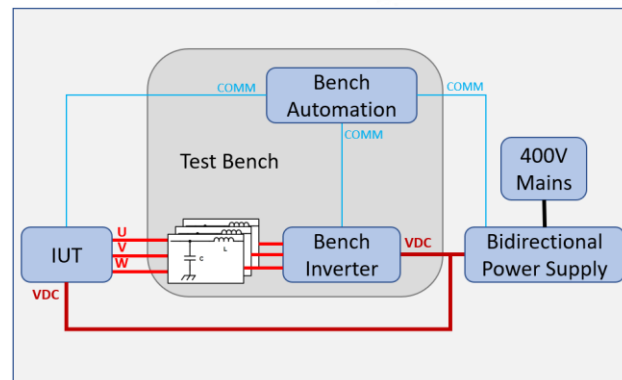 Bench
Automation
COMM
COMM
COMM
400V
Mains
Test Bench
U
V
W
IUT
L
C
Bench
Inverter
VDC
Bidirectional
Power Supply
VDC